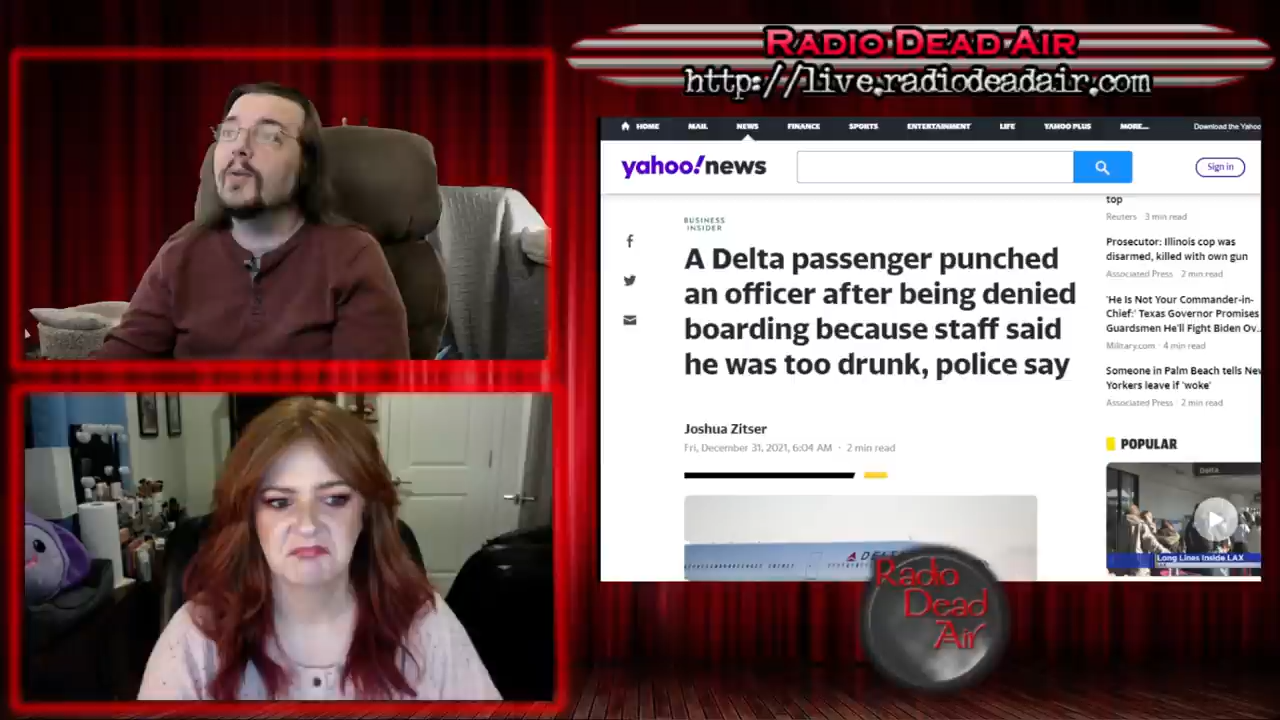 RADIO DEAD AIR
http://live.radiodeadair.com
HOME MAIL NEWS FINANCE SPORTS ENTERTAINMENT LIFE YAHOO PLUS MORE... Download the Yahoo
yahoo!news
Sign in
BUSINESS
INSIDER
A Delta passenger punched
an officer after being denied
boarding because staff said
he was too drunk, police say
Joshua Zitser
Fri, December 31, 2021, 6:04 AM · 2 min read
top
Reuters 3 min read
Prosecutor: Illinois cop was
disarmed, killed with own gun
Associated Press · 2 min read
'He Is Not Your Commander-in-
Chief:' Texas Governor Promises
Guardsmen He'll Fight Biden Ov...
Military.com · 4 min read
Someone in Palm Beach tells New
Yorkers leave if 'woke'
Associated Press · 2 min read
POPULAR
Delta
Long Lines Inside LAX
DELTA
Radio
Dead
Air